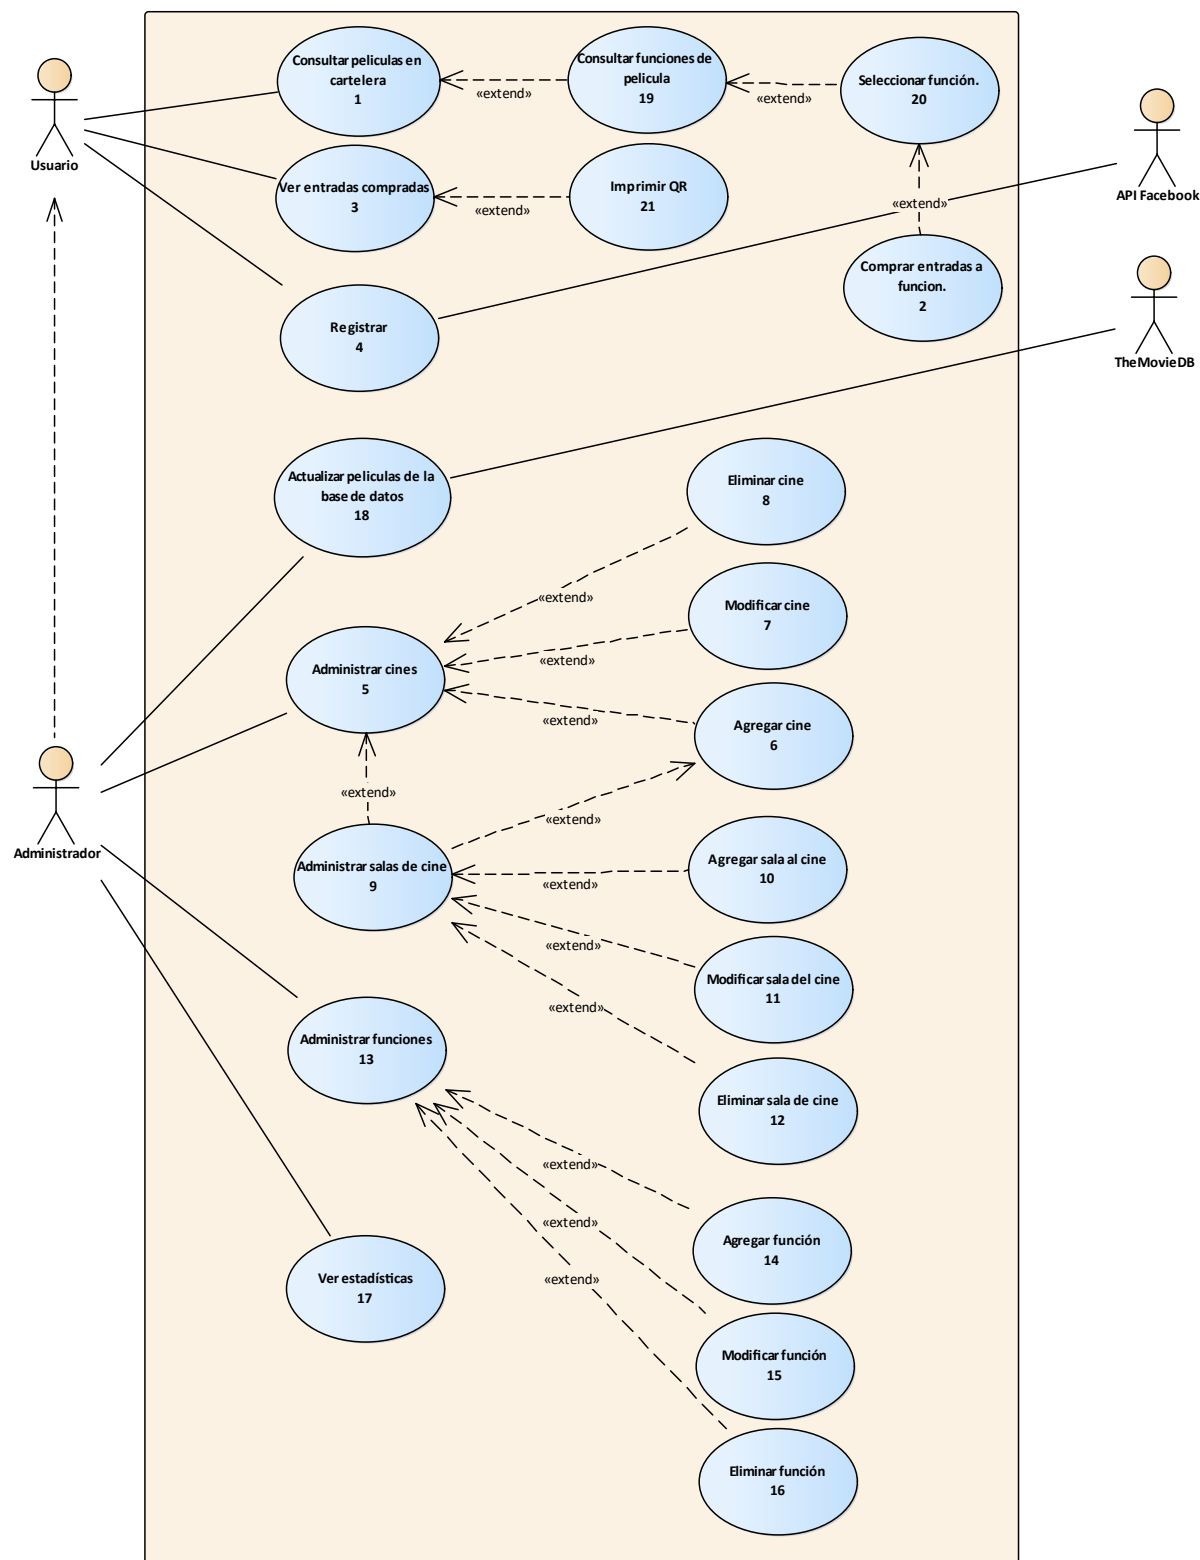 Consultar peliculas en
cartelera
1
«extend»
Consultar funciones de
pelicula
19
«extend»
Seleccionar función.
20
Usuario
Ver entradas compradas
3
«extend»
Imprimir QR
21
«extend»
API Facebook
Comprar entradas a
funcion.
2
Registrar
4
TheMovieDB
Actualizar peliculas de la
base de datos
18
Eliminar cine
8
«extend»
Modificar cine
7
«extend»
Administrar cines
5
Agregar cine
6
«extend»
«extend»
«extend»
Administrador
Administrar salas de cine
9
Agregar sala al cine
10
«extend»
«extend»
Modificar sala del cine
11
«extend»
Administrar funciones
13
Eliminar sala de cine
12
«extend»
«extend»
Agregar función
14
«extend»
Ver estadísticas
17
Modificar función
15
Eliminar función
16